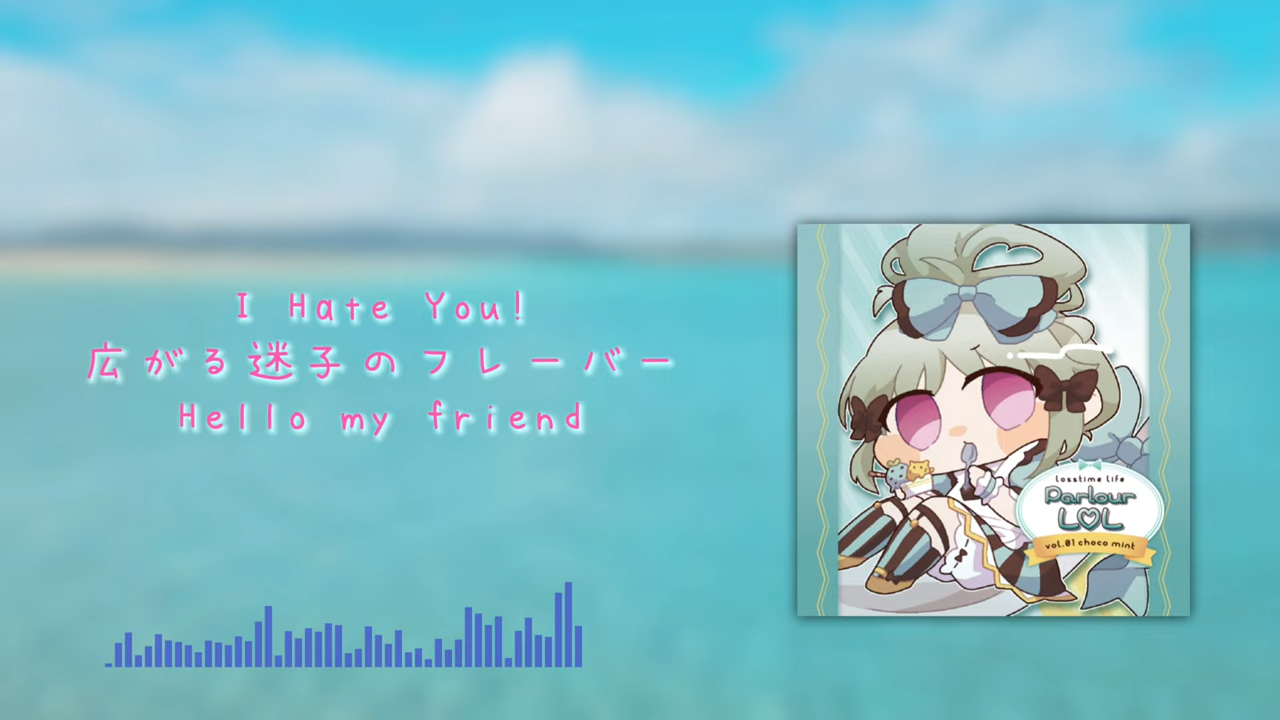 I Hate You!
広がる迷子のフレーバー
Hello my friend
losstime life
Parlour
LOL
vol.01 choco mint